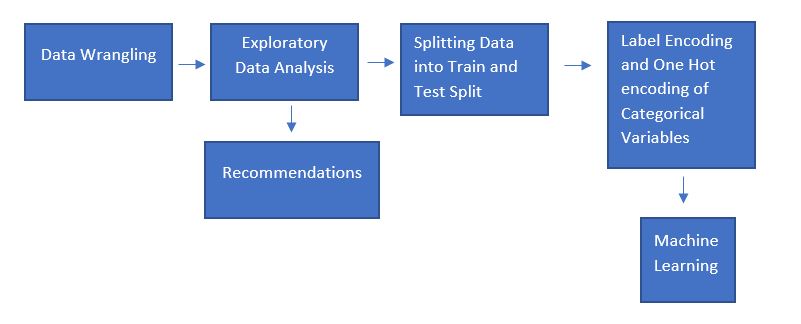 Data Wrangling
Exploratory
Data Analysis
Splitting Data
into Train and
Test Split
Label Encoding
and One Hot
encoding of
Categorical
Variables
Recommendations
Machine
Learning